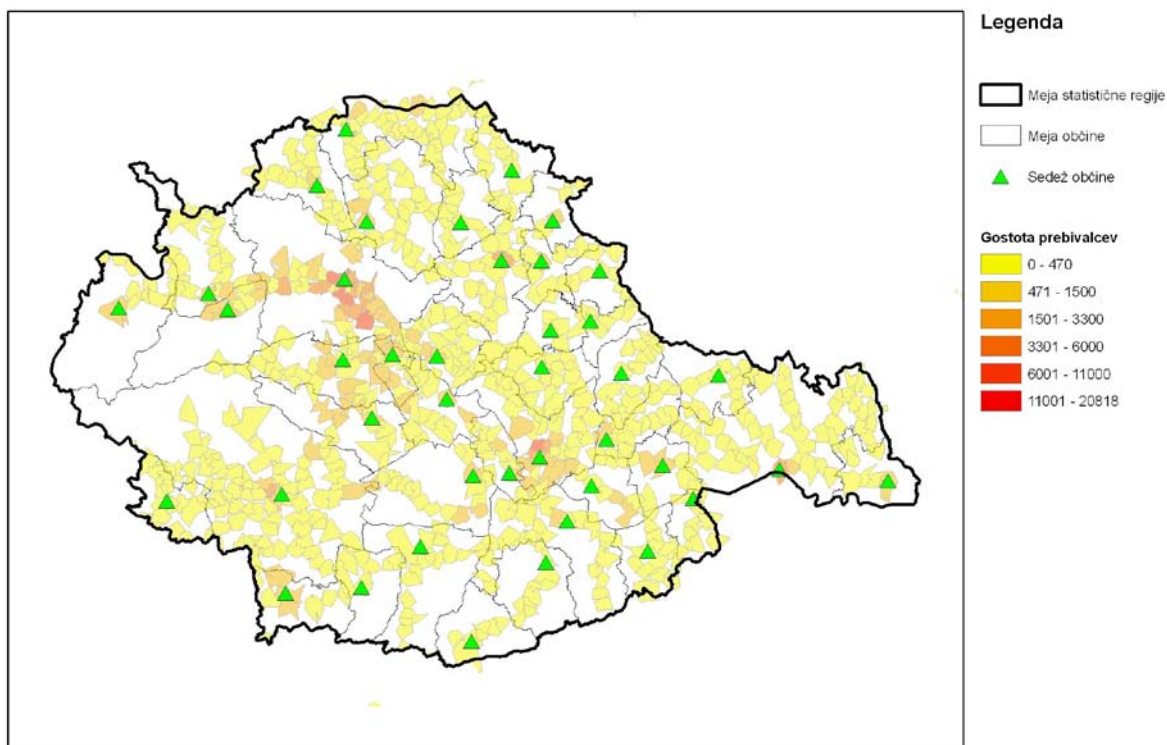 Legenda
Meja statistične regije
Meja občine
Sedež občine
Gostota prebivalcev
0 - 470
471 - 1500
1501 - 3300
3301 - 6000
6001 - 11000
11001 - 20818